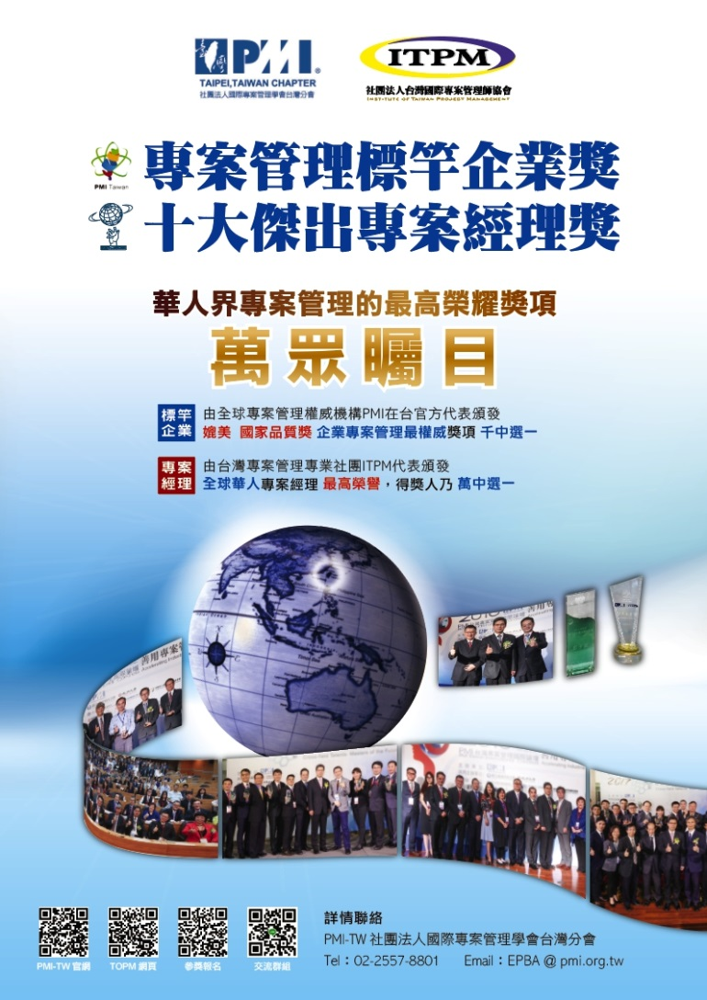 PMI®
TAIPEI,TAIWAN CHAPTER
社團法人國際專案管理學會台灣分會
ITPM
社團法人台灣國際專案管理師協會
INSTITUTE OF TAIWAN PROJECT MANAGEMENT
PMI Taiwan
專案管理標竿企業獎
十大傑出專案經理獎
華人界專案管理的最高榮耀獎項
萬眾矚目
標竿企業
由全球專案管理權威機構PMI在台官方代表頒發
媲美 國家品質獎 企業專案管理最權威獎項 千中選一
專案經理
由台灣專案管理專業社團ITPM代表頒發
全球華人專案經理 最高榮譽，得獎人乃 萬中選一
善用專案
PMI-TW 官網
TOPM 網頁
參獎報名
交流群組
詳情聯絡
PMI-TW 社團法人國際專案管理學會台灣分會
Tel：02-2557-8801 Email：EPBA @ pmi.org.tw